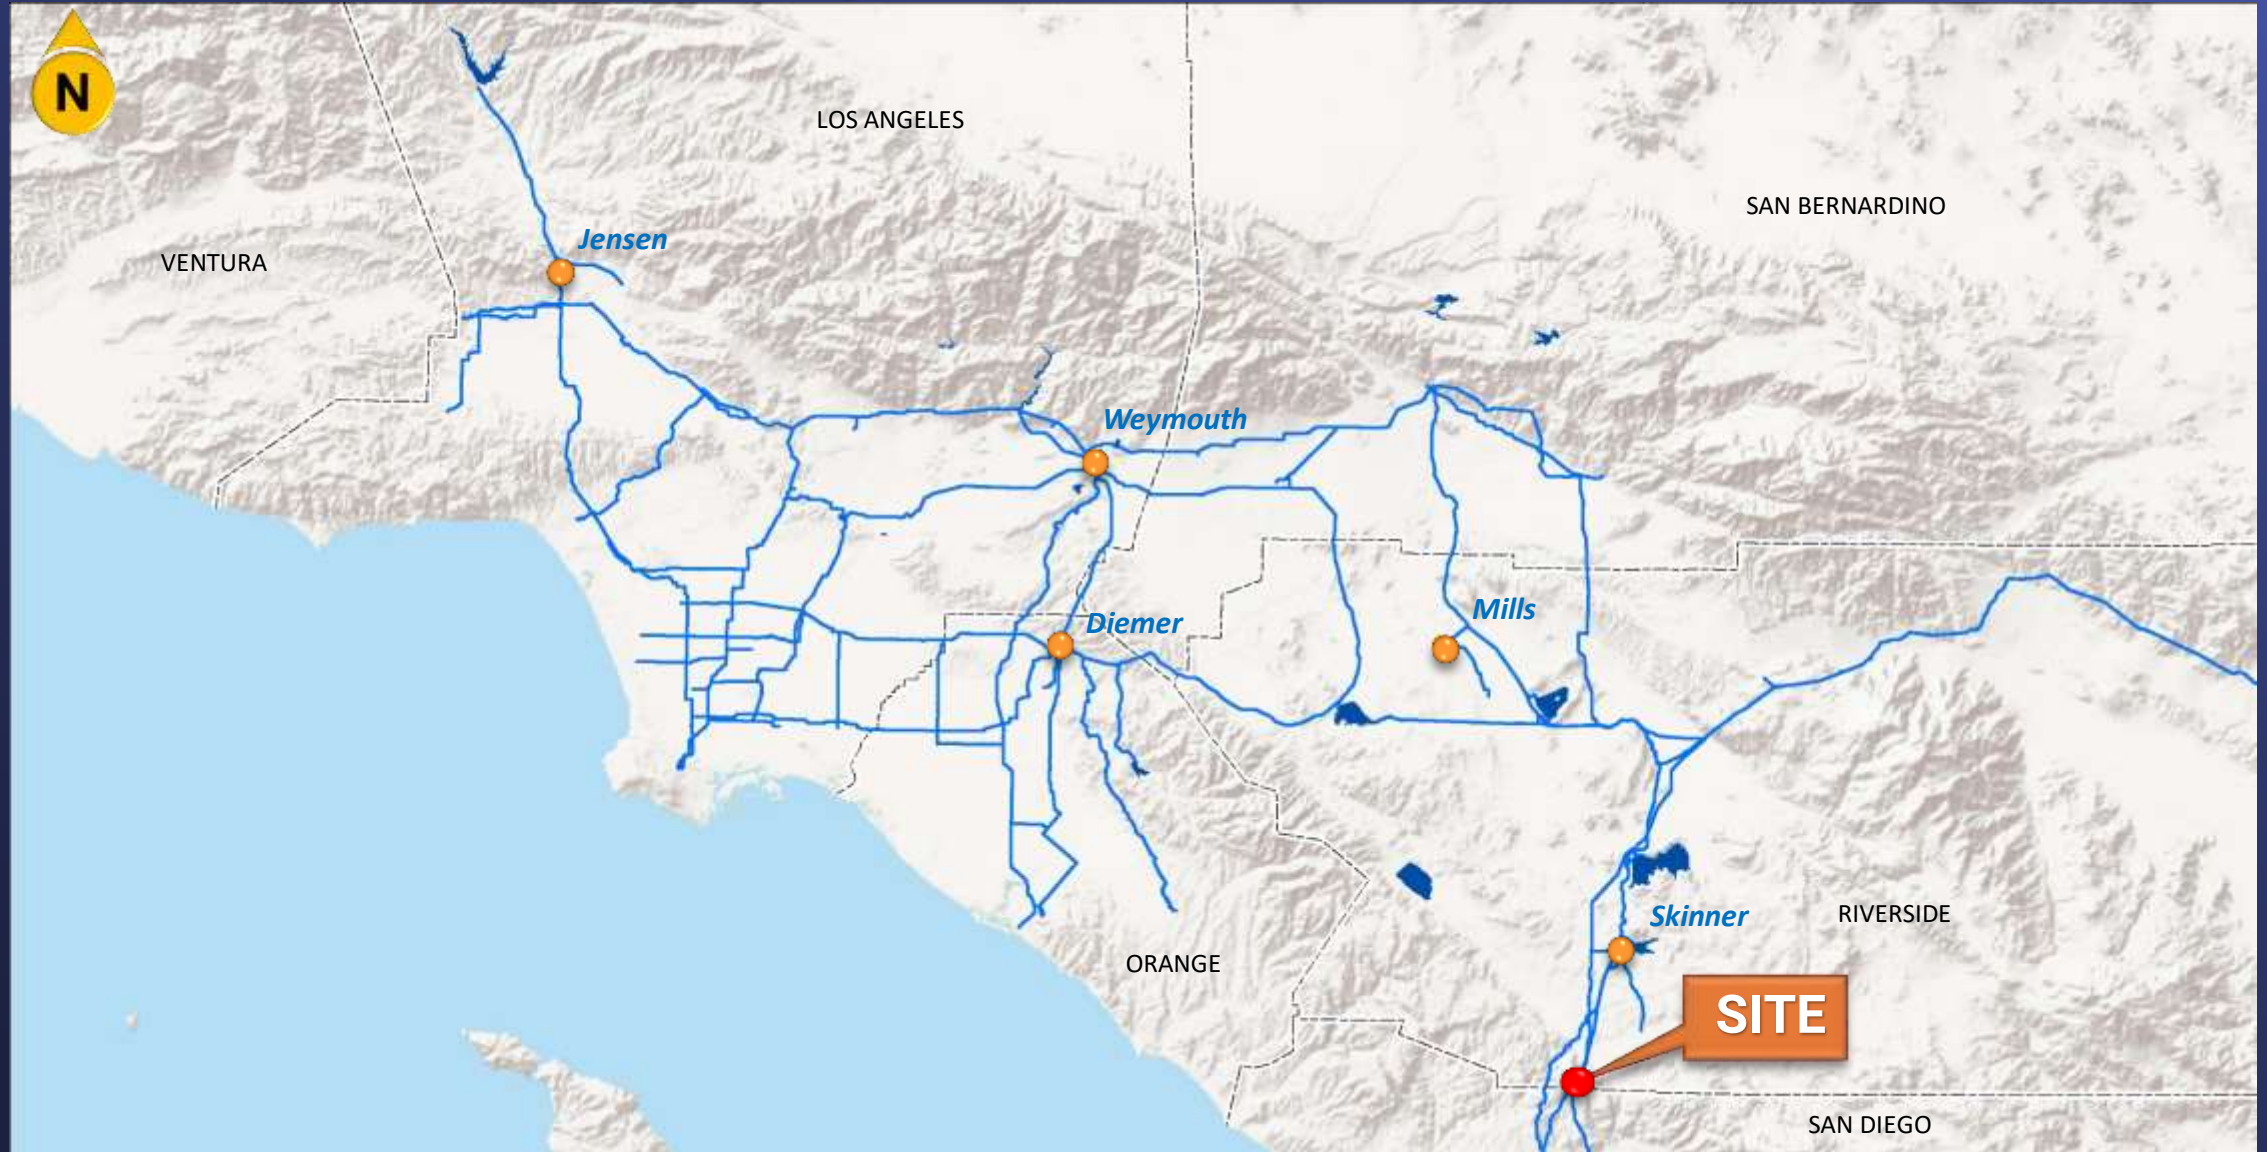 N
LOS ANGELES
SAN BERNARDINO
Jensen
VENTURA
Weymouth
Mills
Diemer
Skinner
RIVERSIDE
ORANGE
SITE
SAN DIEGO